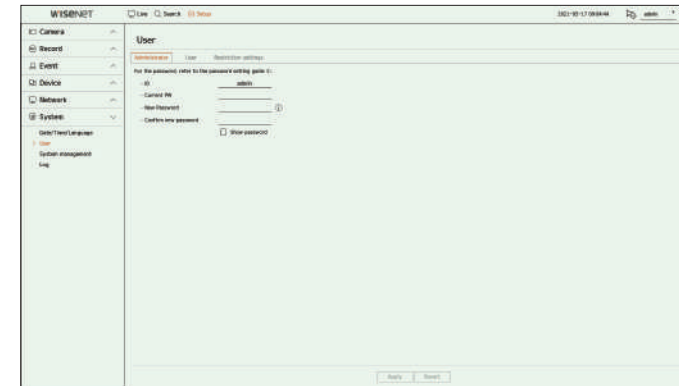 WISENET
Live Search Setup
admin
Camera
Record
Event
Device
Network
System
Date/Time/Language
User
System management
Log
User
Administrator User Restriction settings
For the password, refer to the password setting guide
- ID admin
- Current PW
- New Password
- Confirm new password
Show password
Apply Revert